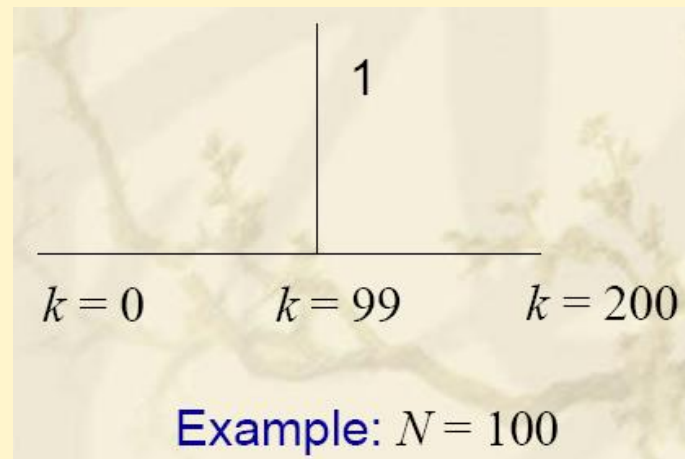 1
k = 0 k = 99 k = 200
Example: N = 100